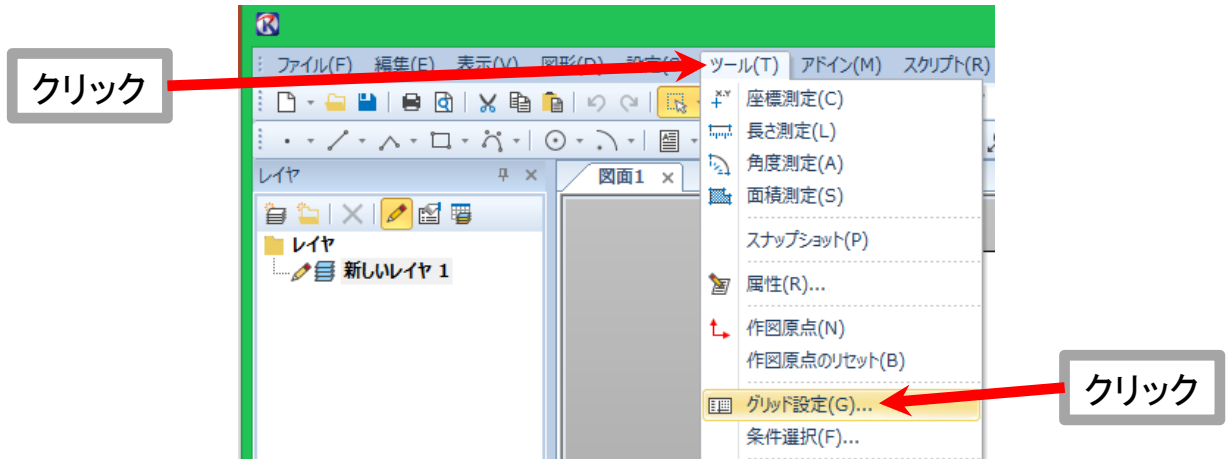 ファイル(F) 編集(E) 表示(V) 図形(D) 設定(S ツール(T) アドイン(M) スクリプト(R)
クリック
座標測定(C)
長さ測定(L)
レイヤ
図面1
角度測定(A)
面積測定(S)
レイヤ
スナップショット(P)
新しいレイヤ 1
属性(R)...
作図原点(N)
作図原点のリセット(B)
クリック
グリッド設定(G)...
条件選択(F)...